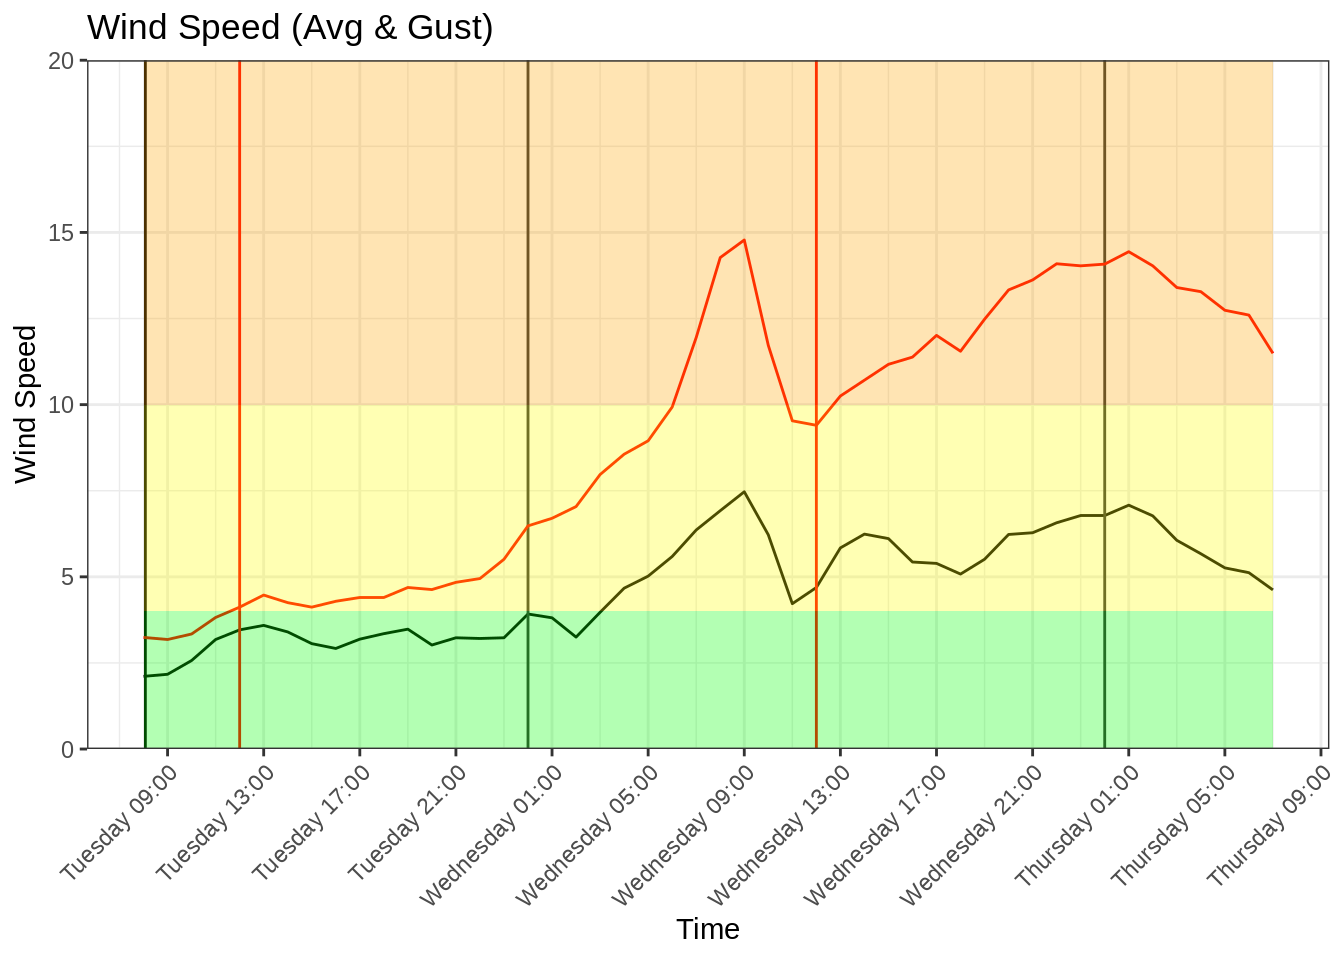 Wind Speed (Avg & Gust)
20
15
10
5
0
Wind Speed
Tuesday 09:00
Tuesday 13:00
Tuesday 17:00
Tuesday 21:00
Wednesday 01:00
Wednesday 05:00
Wednesday 09:00
Wednesday 13:00
Wednesday 17:00
Wednesday 21:00
Thursday 01:00
Thursday 05:00
Thursday 09:00
Time